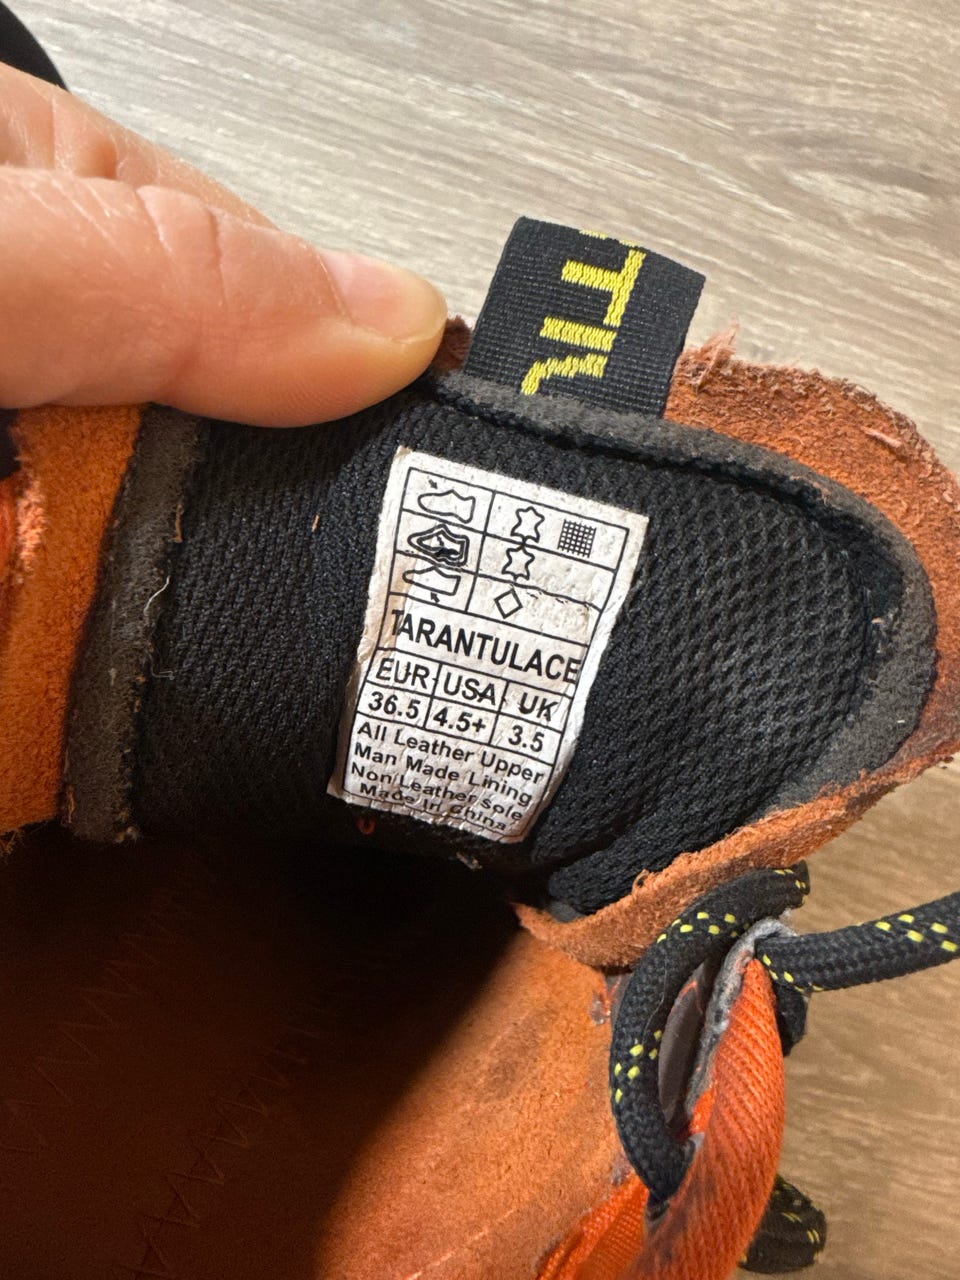 TARANTULACE
EUR USA UK
36.5 4.5+ 3.5
All Leather Upper
Man Made Lining
Non Leather sole
Made In China